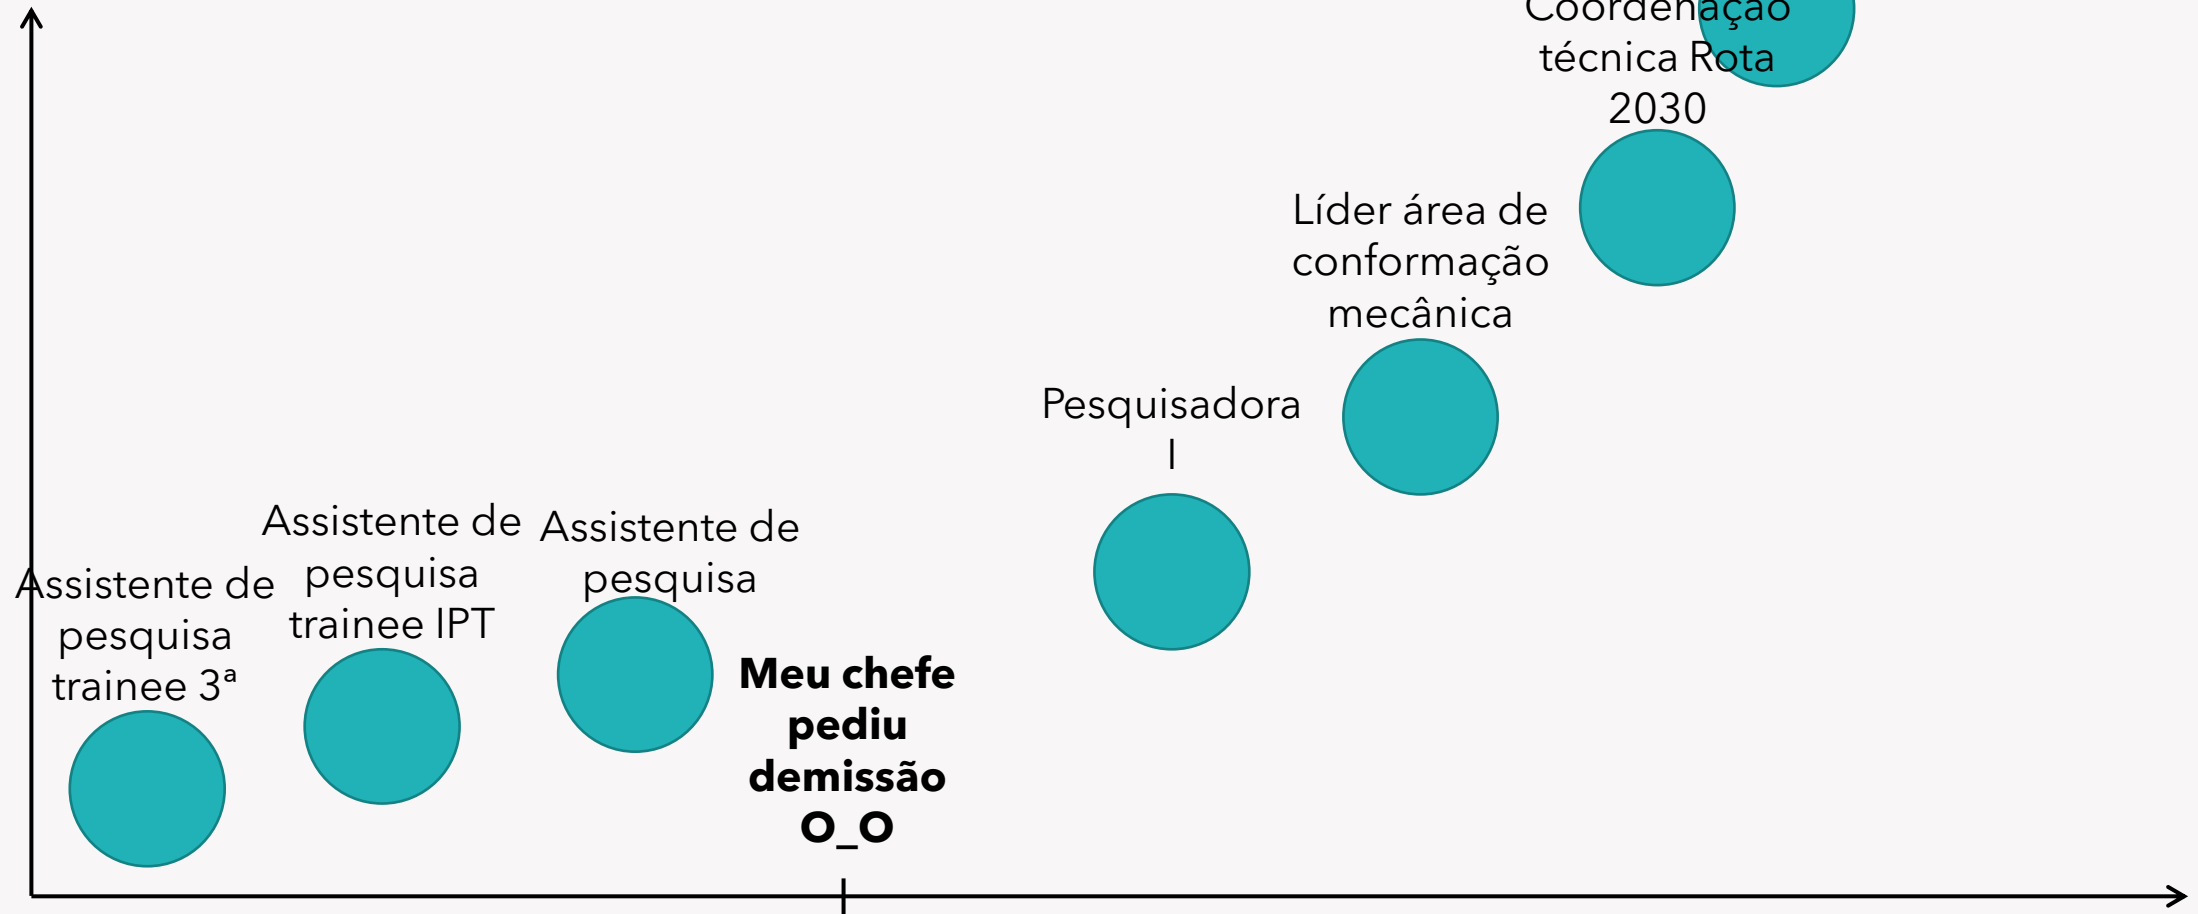 Coordenação
técnica Rota
2030
Líder área de
conformação
mecânica
Pesquisadora
I
Assistente de
pesquisa
trainee IPT
Assistente de
pesquisa
Assistente de
pesquisa
trainee 3ª
Meu chefe
pediu
demissão
O_O